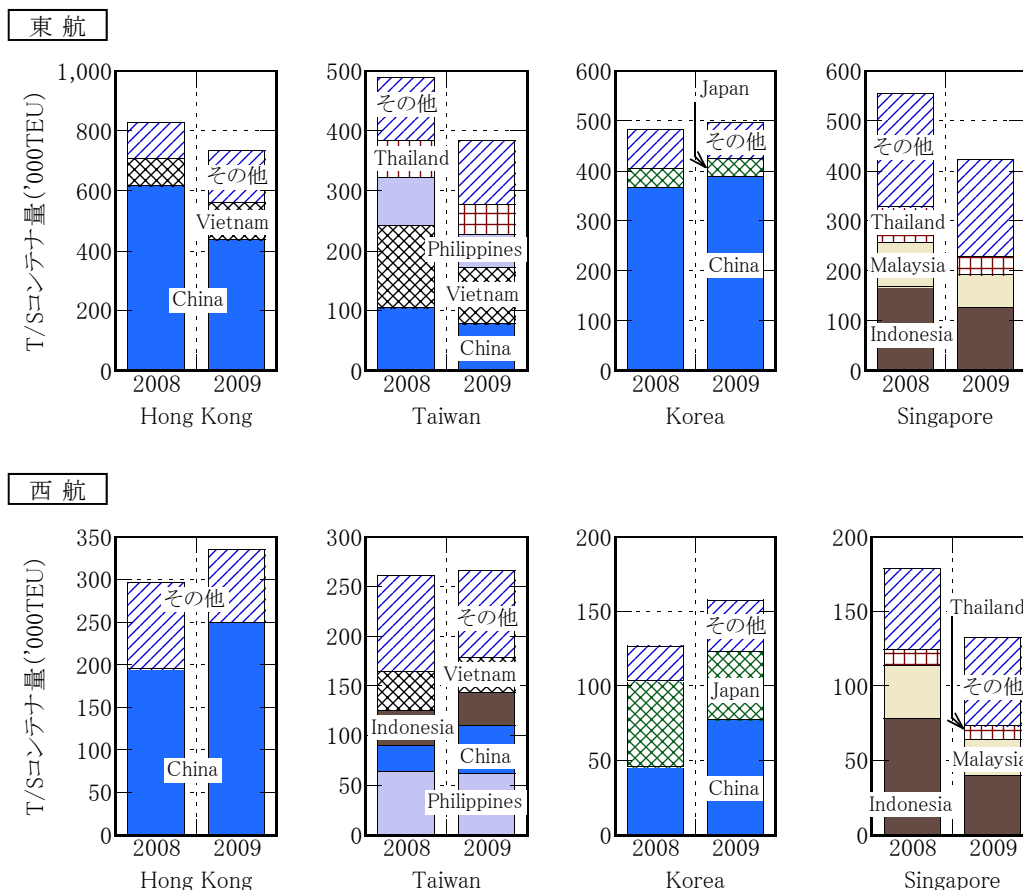 東 航
T/Sコンテナ量('000TEU)
1,000
800
600
400
200
0
その他
Vietnam
China
2008 2009
Hong Kong
500
400
300
200
100
0
その他
Thailand
Philippines
Vietnam
China
2008 2009
Taiwan
600
500
400
300
200
100
0
Japan
その他
China
2008 2009
Korea
600
500
400
300
200
100
0
その他
Thailand
Malaysia
Indonesia
2008 2009
Singapore
西 航
T/Sコンテナ量('000TEU)
350
300
250
200
150
100
50
0
その他
China
2008 2009
Hong Kong
300
250
200
150
100
50
0
その他
Vietnam
Indonesia
China
Philippines
2008 2009
Taiwan
200
150
100
50
0
その他
Japan
China
2008 2009
Korea
200
150
100
50
0
Thailand
その他
Malaysia
Indonesia
2008 2009
Singapore